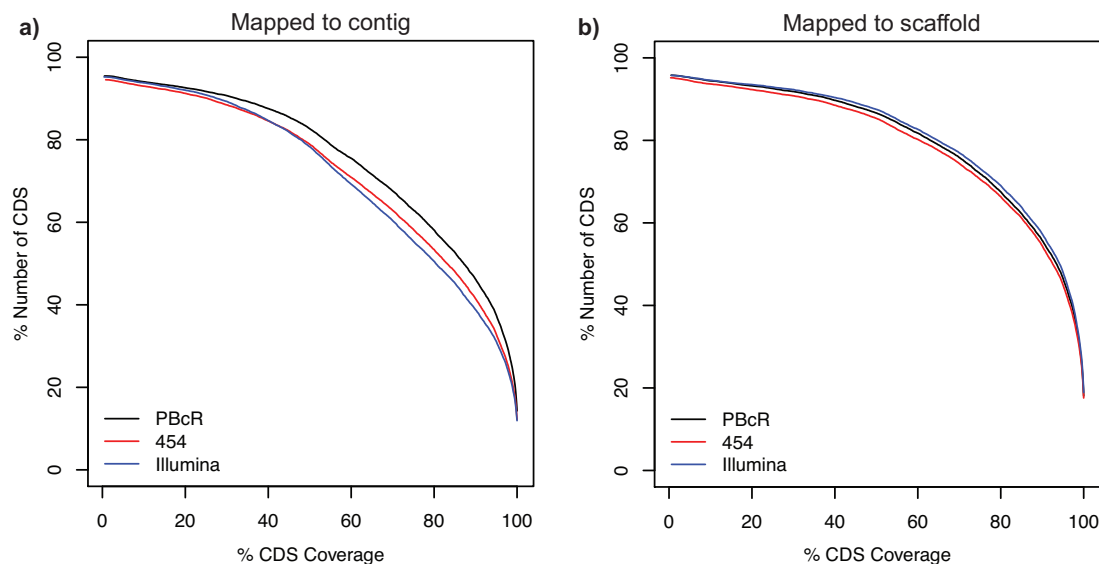 a)
Mapped to contig
100
80
60
40
20
0
% Number of CDS
PBcR
454
Illumina
0 20 40 60 80 100
% CDS Coverage
b)
Mapped to scaffold
100
80
60
40
20
0
% Number of CDS
PBcR
454
Illumina
0 20 40 60 80 100
% CDS Coverage